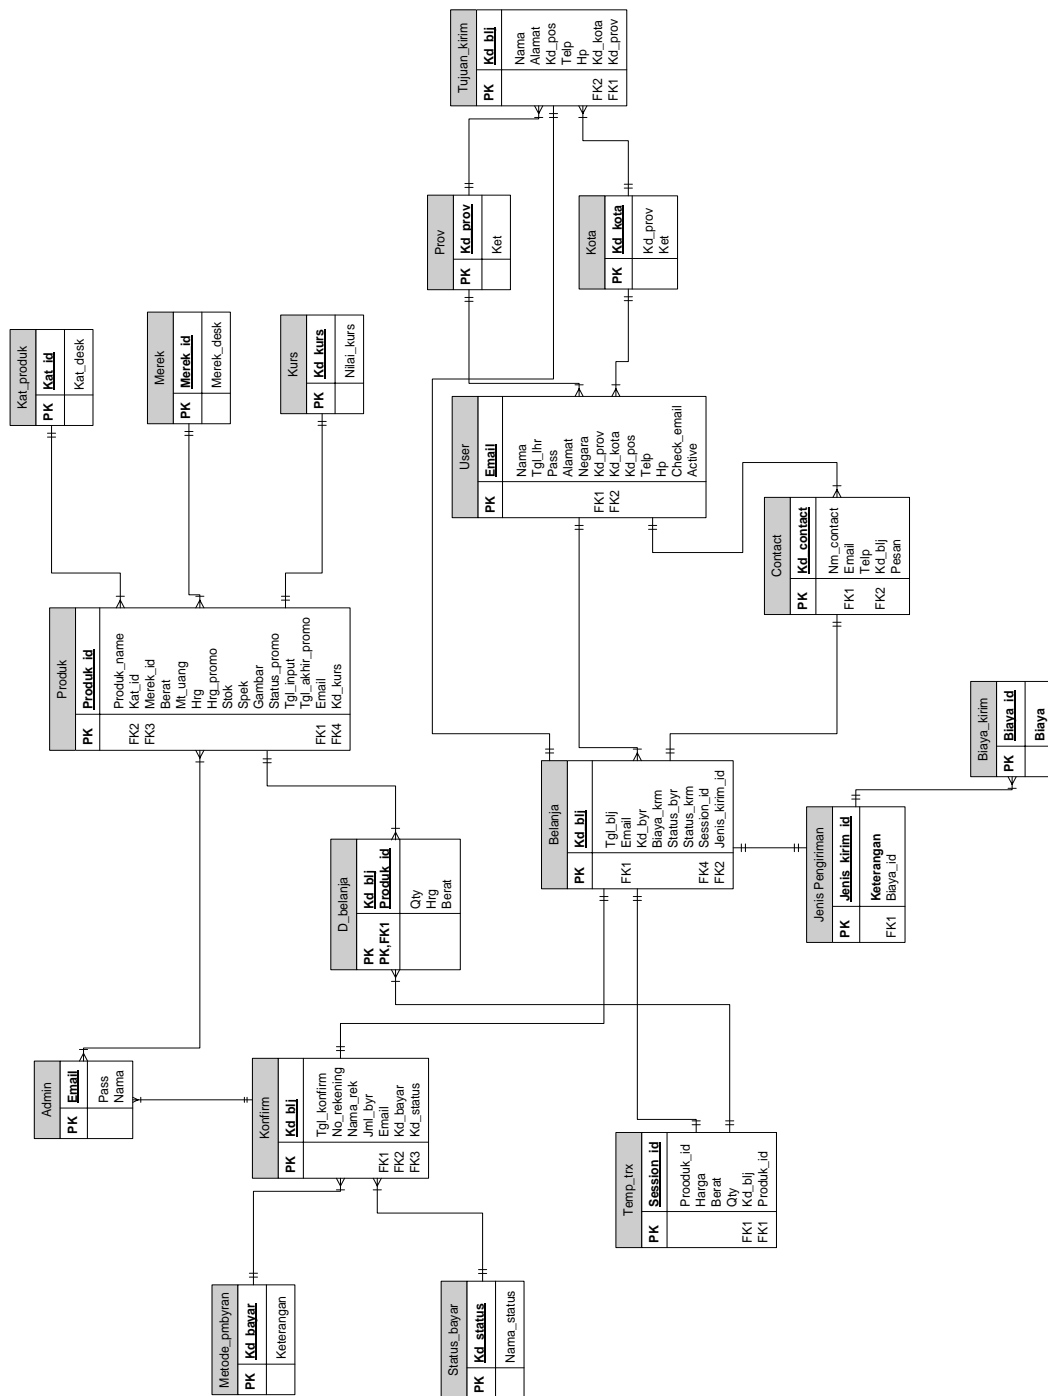 Kat_produk
PK Kat_id
Kat_desk
Admin
PK Email
Pass
Nama
Produk
PK Produk_id
Produk_name
FK2 Kat_id
FK3 Merek_id
Berat
Mt_uang
Hrg
Hrg_promo
Stok
Spek
Gambar
Status_promo
Tgl_input
Tgl_akhir_promo
FK1 Email
FK4 Kd_kurs
Merek
PK Merek_id
Merek_desk
Metode_pmbyran
PK Kd_bayar
Keterangan
Konfirm
PK Kd_blj
Tgl_konfirm
No_rekening
Nama_rek
Jml_byr
FK1 Email
FK2 Kd_bayar
FK3 Kd_status
Kurs
PK Kd_kurs
Nilai_kurs
D_belanja
PK Kd_blj
PK,FK1 Produk_id
Qty
Hrg
Berat
Status_bayar
PK Kd_status
Nama_status
User
PK Email
Nama
Tgl_lhr
Pass
Alamat
Negara
FK1 Kd_prov
FK2 Kd_kota
Kd_pos
Telp
Hp
Check_email
Active
Prov
PK Kd_prov
Ket
Tujuan_kirim
PK Kd_blj
Nama
Alamat
Kd_pos
Telp
Hp
FK2 Kd_kota
FK1 Kd_prov
Belanja
PK Kd_blj
Tgl_blj
FK1 Email
Kd_byr
Biaya_krm
Status_byr
Status_krm
FK4 Session_id
FK2 Jenis_kirim_id
Kota
PK Kd_kota
Kd_prov
Ket
Temp_trx
PK Session_id
Prooduk_id
Harga
Berat
Qty
FK1 Kd_blj
FK1 Produk_id
Contact
PK Kd_contact
Nm_contact
FK1 Email
Telp
FK2 Kd_blj
Pesan
Jenis Pengiriman
PK Jenis_kirim_id
Keterangan
FK1 Biaya_id
Biaya_kirim
PK Biaya_id
Biaya